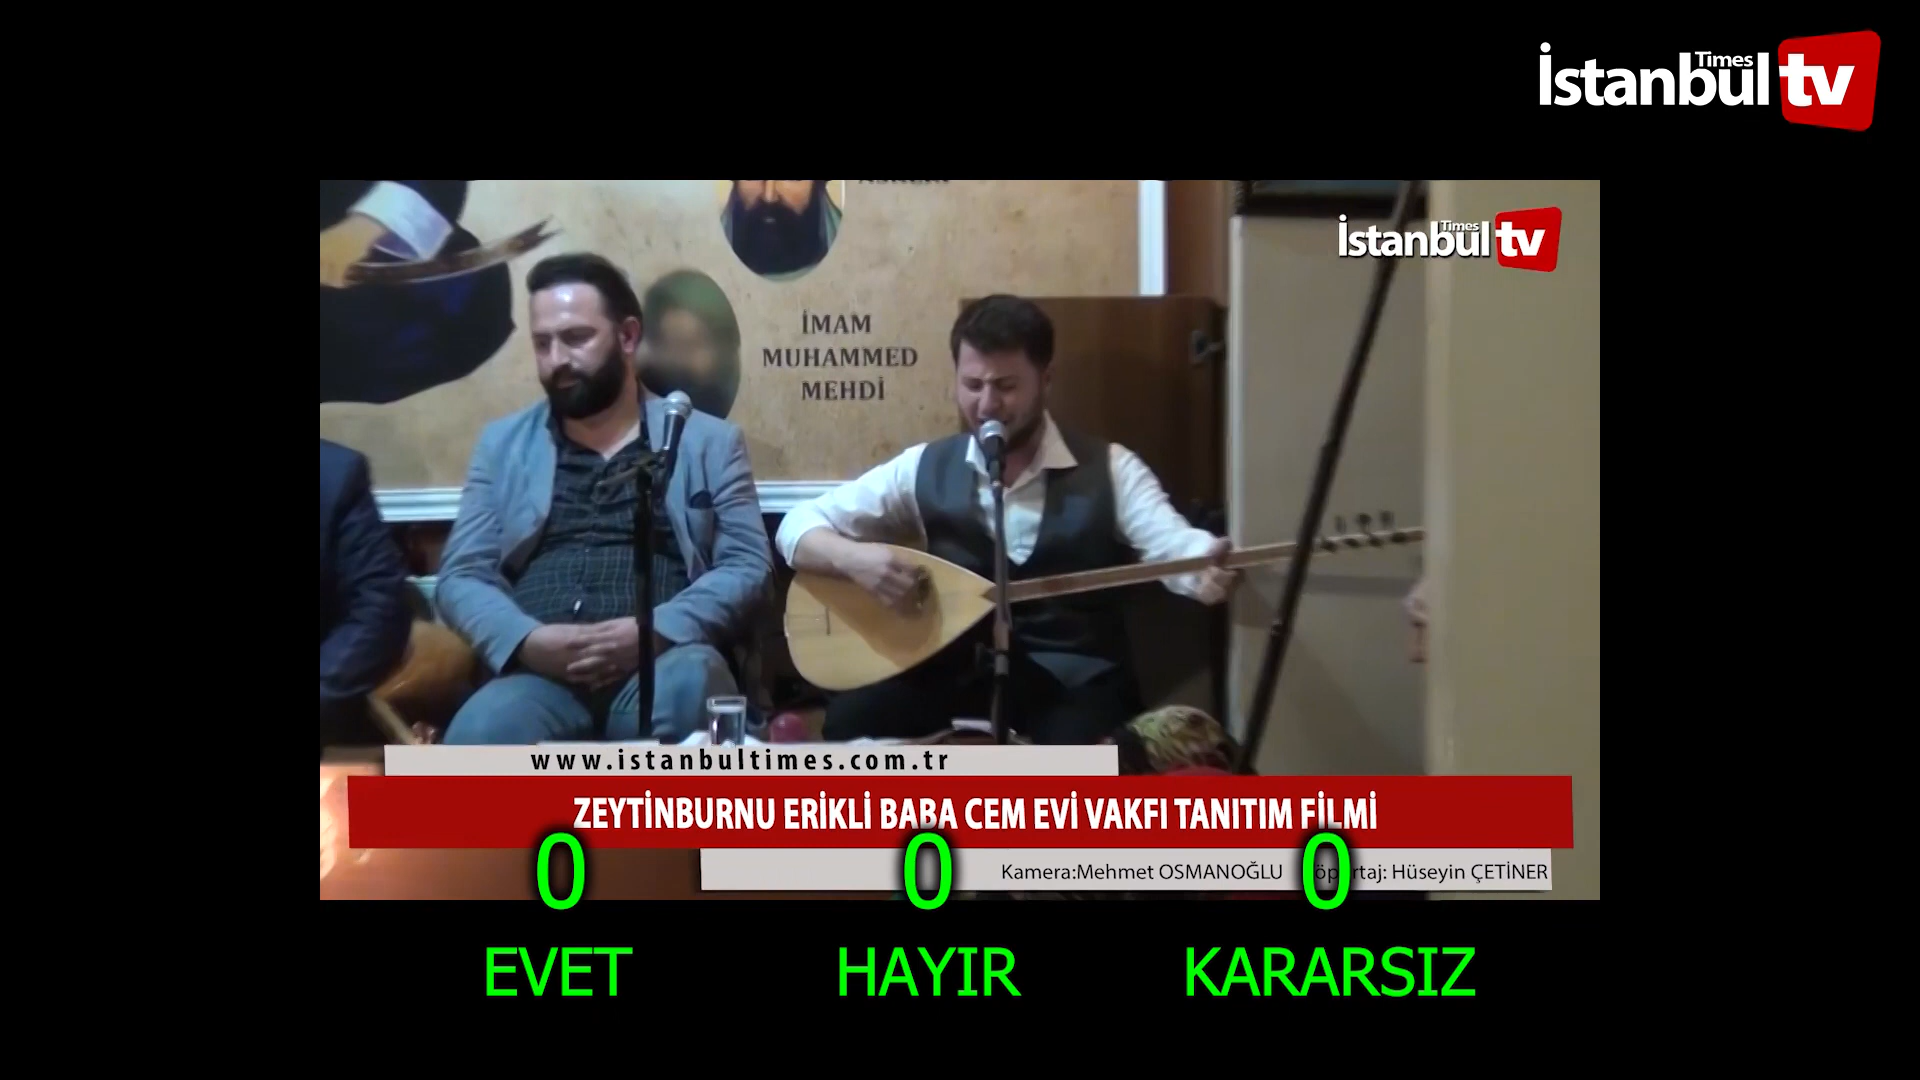 İstanbul Times tv
İstanbul Times tv
İMAM
MUHAMMED
MEHDİ
www.istanbultimes.com.tr
ZEYTİNBURNU ERİKLİ BABA CEM EVİ VAKFI TANITIM FİLMİ
Kamera:Mehmet OSMANOĞLU Hüseyin ÇETİNER
0 0 0
EVET HAYIR KARARSIZ